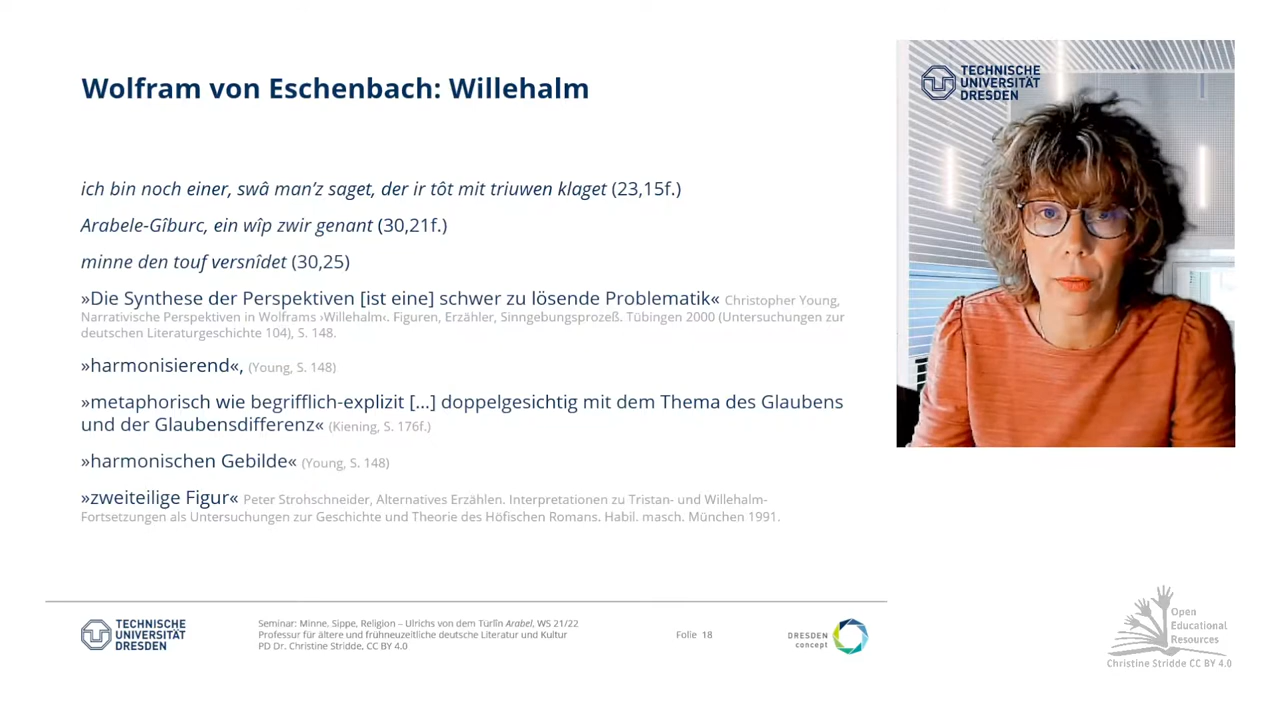 Wolfram von Eschenbach: Willehalm
ich bin noch einer, swâ man’z saget, der ir tôt mit triuwen klaget (23,15f.)
Arabele-Gîburc, ein wîp zwir genant (30,21f.)
minne den touf versnîdet (30,25)
»Die Synthese der Perspektiven [ist eine] schwer zu lösende Problematik« Christopher Young,
Narrativische Perspektiven in Wolframs ›Willehalm‹. Figuren, Erzähler, Sinngebungsprozeß. Tübingen 2000 (Untersuchungen zur
deutschen Literaturgeschichte 104), S. 148.
»harmonisierend«, (Young, S. 148)
»metaphorisch wie begrifflich-explizit [...] doppelgesichtig mit dem Thema des Glaubens
und der Glaubensdifferenz« (Kiening, S. 176f.)
»harmonischen Gebilde« (Young, S. 148)
»zweiteilige Figur« Peter Strohschneider, Alternatives Erzählen. Interpretationen zu Tristan- und Willehalm-
Fortsetzungen als Untersuchungen zur Geschichte und Theorie des Höfischen Romans. Habil. masch. München 1991.
TECHNISCHE
UNIVERSITÄT
DRESDEN
TECHNISCHE
UNIVERSITÄT
DRESDEN
Seminar: Minne. Sippe, Religion – Ulrichs von dem Türlin Arabel, WS 21/22
Professur für ältere und frühneuzeitliche deutsche Literatur und Kultur
PD Dr. Christine Stridde, CC BY 4.0
Folie 18
DRESDEN
concept
Open
Educational
Resources
Christine Stridde CC BY 4.0